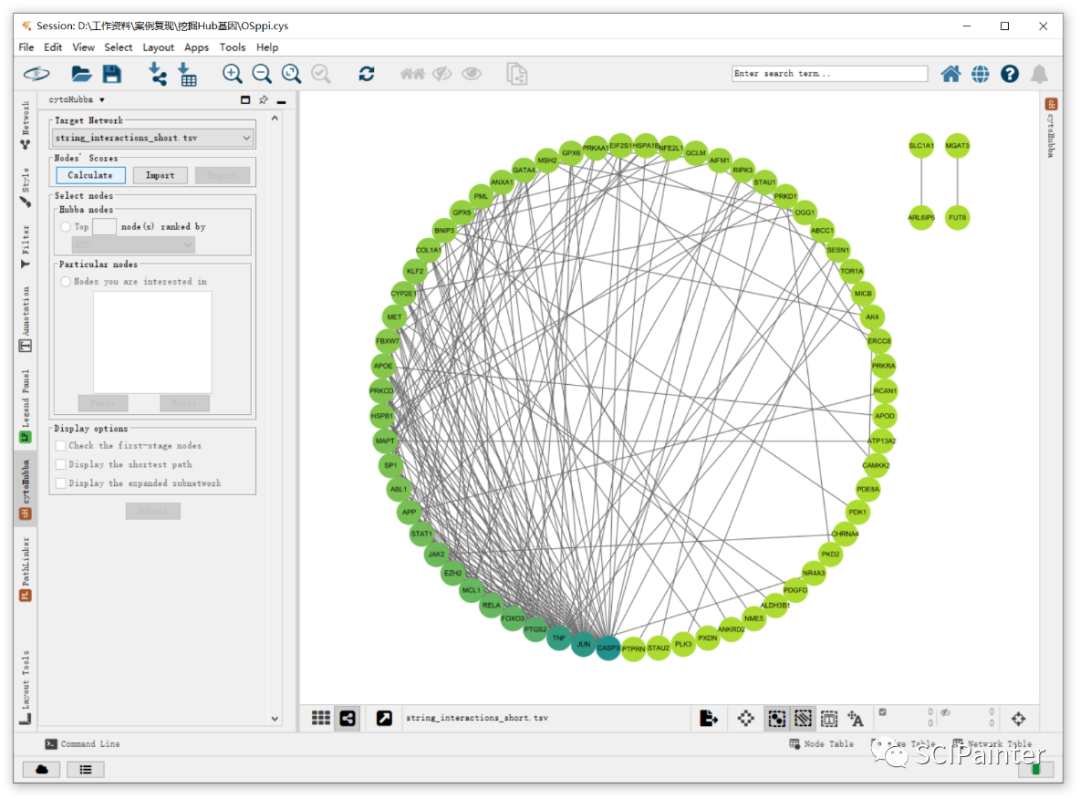 Session: D:\工作资料\案例复现\挖掘Hub基因\OSppi.cys
File Edit View Select Layout Apps Tools Help
Enter search term...
cytoHubba ▾
Network
Style
Filter
Annotation
Legend Panel
cytoHubba
PathLinker
Layout Tools
Target Network
string_interactions_short.tsv
Nodes' Scores
Calculate Import Export
Select nodes
Hubba nodes
Top node(s) ranked by
MCC
Particular nodes
Nodes you are interested in
Paste Reset
Display options
Check the first-stage nodes
Display the shortest path
Display the expanded subnetwork
Submit
cytoHubba
EIF2S1
HSPA1B
NFE2L1
GCLM
AIFM1
RIPK3
STAU1
PRKD1
OGG1
ABCC1
SESN1
TOR1A
MICB
AK4
ERCC8
PRKRA
RCAN1
APOD
ATP13A2
CAMKK2
PDE8A
PDK1
CHRNA4
PKD2
NR4A3
PDGFD
ALDH3B1
NME5
ANKRD2
PXDN
PLK3
STAU2
PTPRN
CASP3
JUN
TNF
PTGS2
FOXO3
RELA
MCL1
EZH2
JAK2
STAT1
APP
ABL1
SP1
MAPT
HSPB1
PRKCD
APOE
FBXW7
MET
CYP2E1
KLF2
COL1A1
BNIP3
PML
ANXA1
GATA4
MSH2
PRKAA1
SLC1A1 MGAT3
ARL6IP5 FUT8
string_interactions_short.tsv
0 0
0 0
Command Line
Node Table
Network Table
SCIPainter